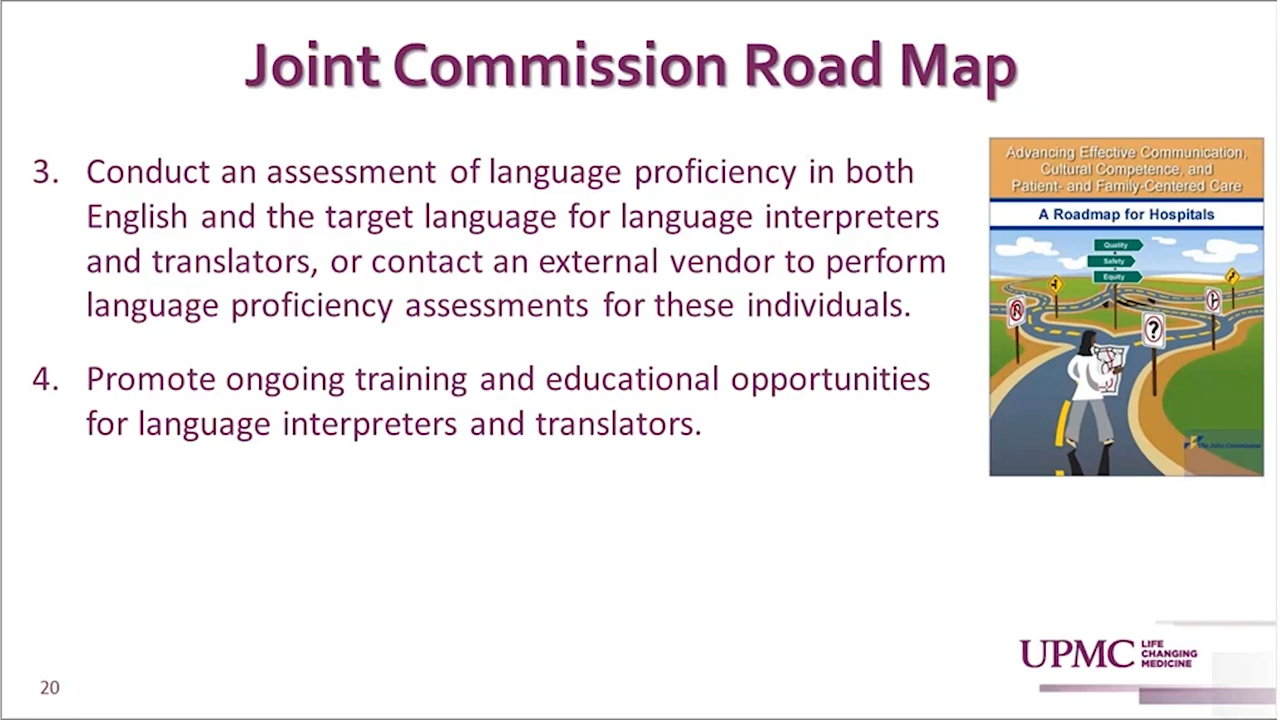 Joint Commission Road Map
3. Conduct an assessment of language proficiency in both
English and the target language for language interpreters
and translators, or contact an external vendor to perform
language proficiency assessments for these individuals.
4. Promote ongoing training and educational opportunities
for language interpreters and translators.
Advancing Effective Communication,
Cultural Competence, and
Patient- and Family-Centered Care
A Roadmap for Hospitals
Quality
Safety
Equity
?
The Joint Commission
UPMC LIFE
CHANGING
MEDICINE
20